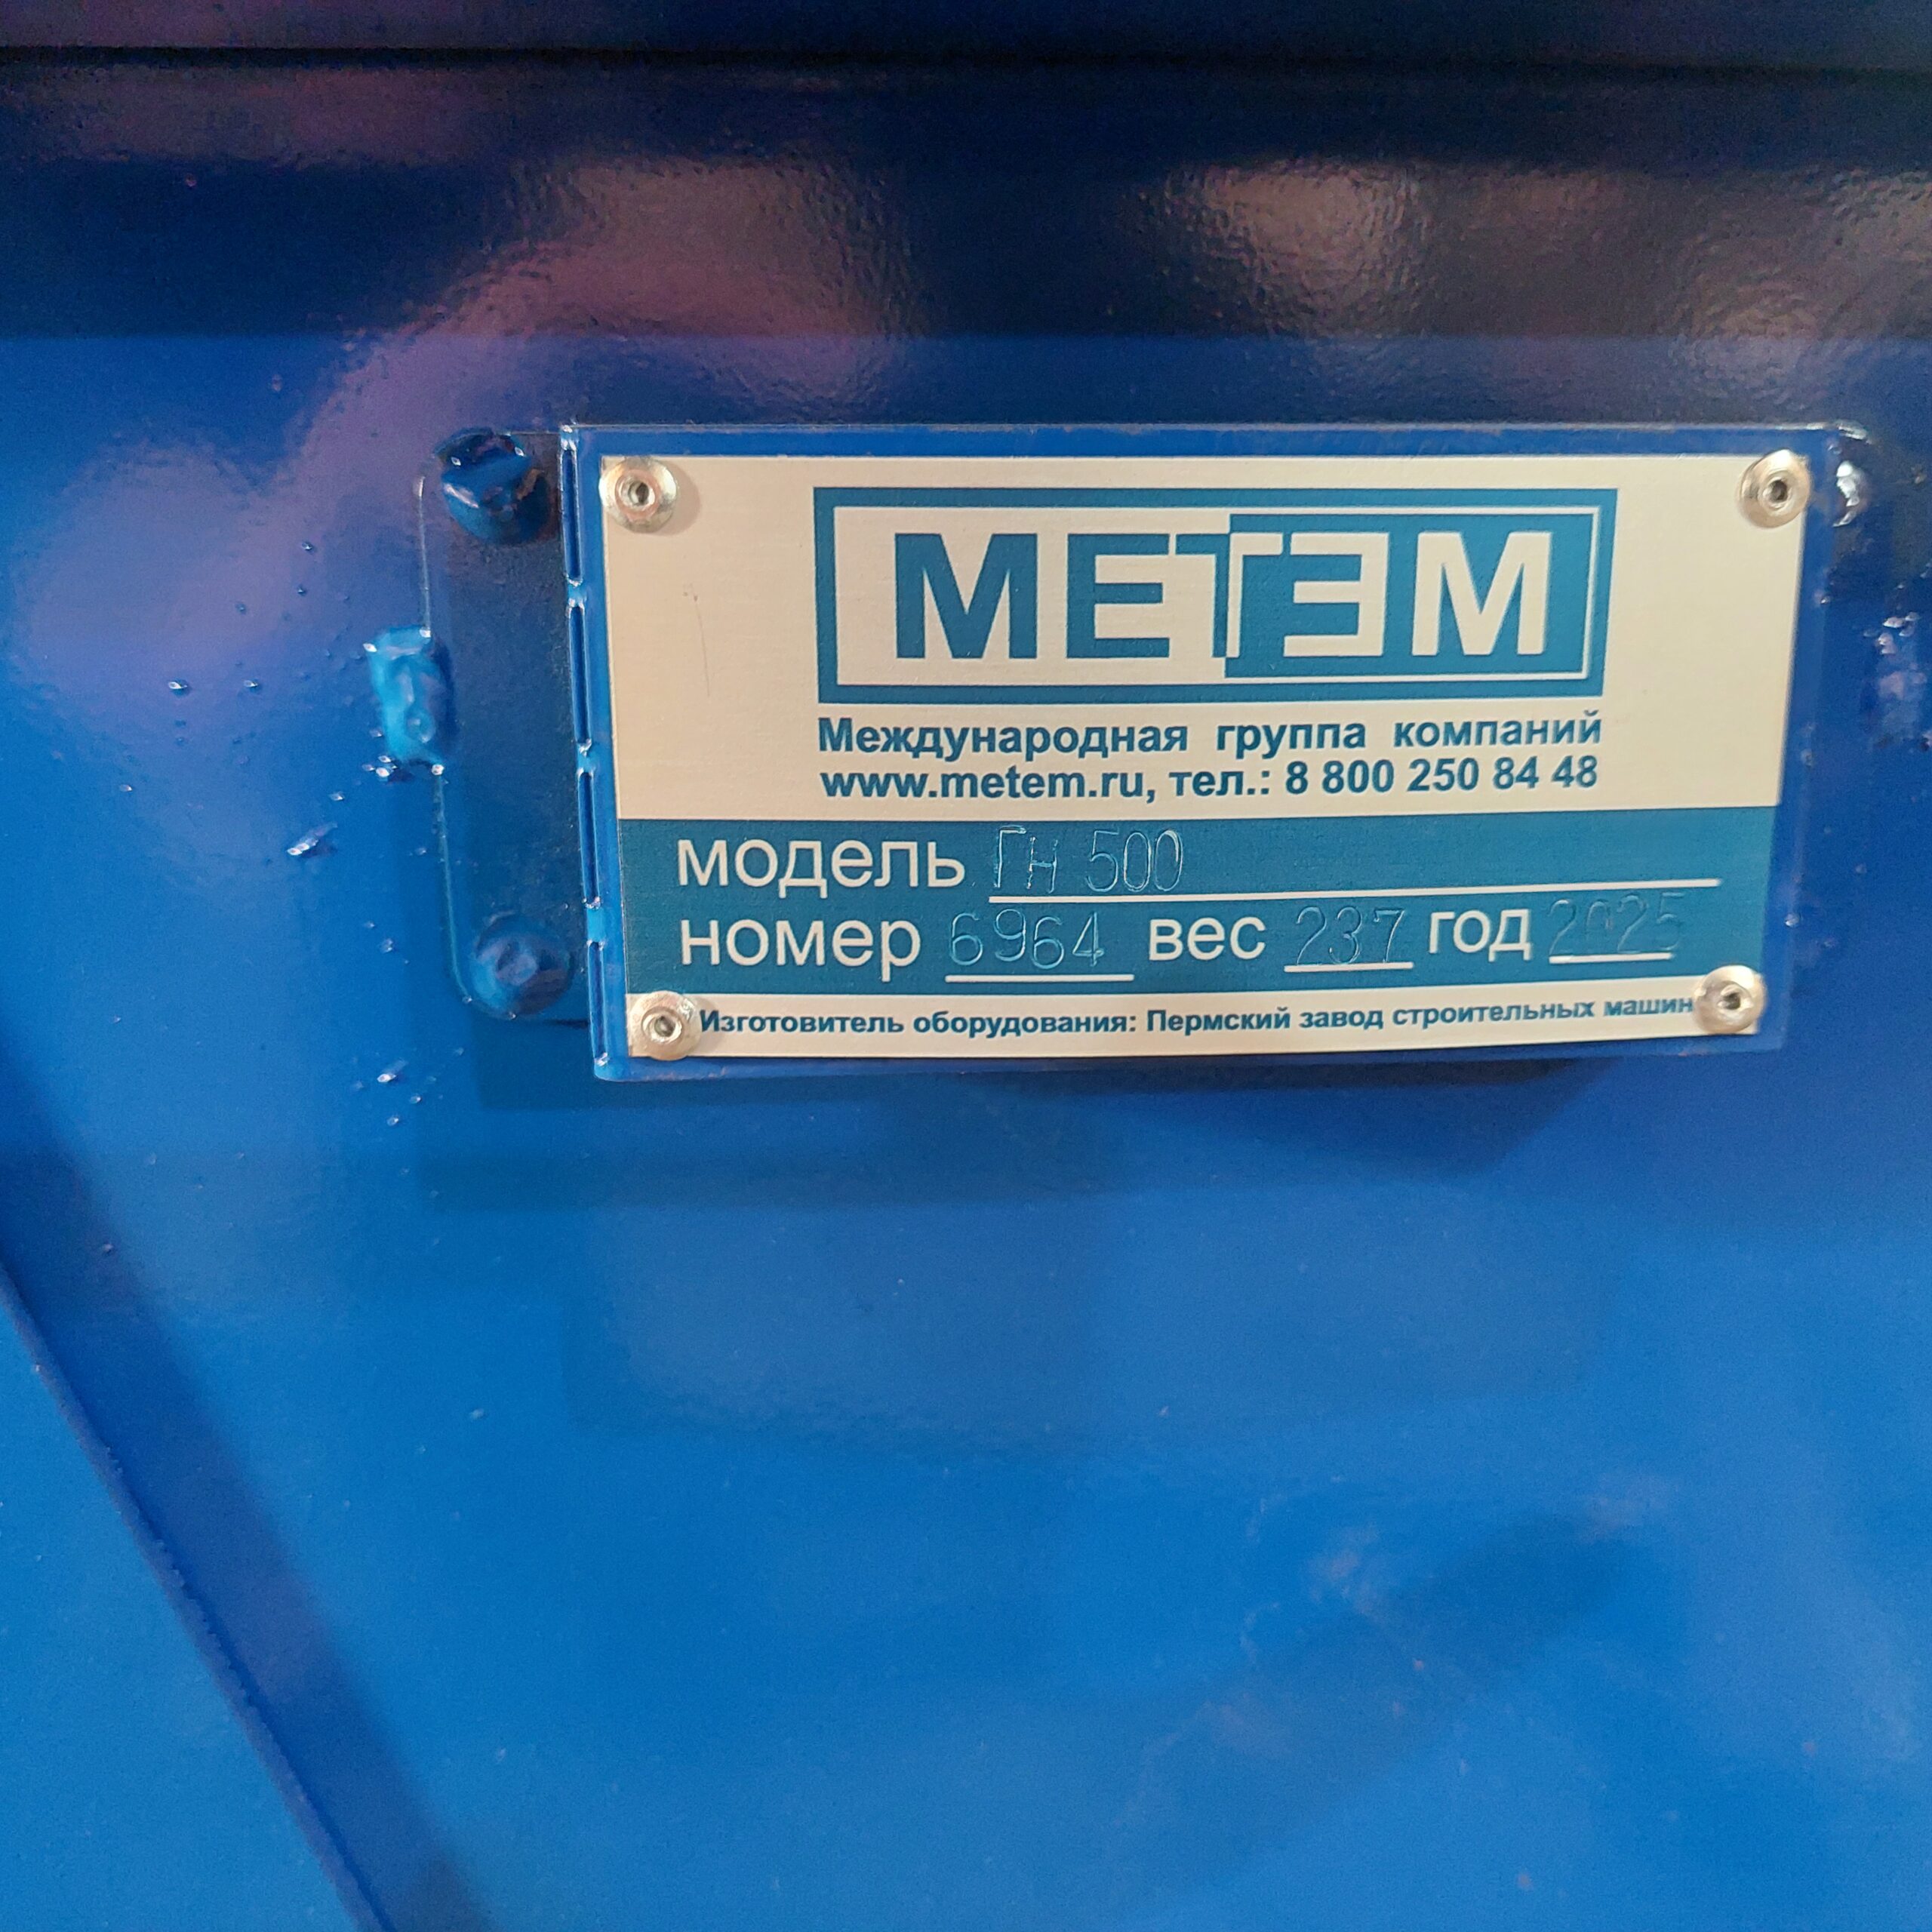 МЕТЕМ
Международная группа компаний
www.metem.ru, тел.: 8 800 250 84 48
модель ГН 500
номер 6964 вес 237 год 2025
Изготовитель оборудования: Пермский завод строительных машин